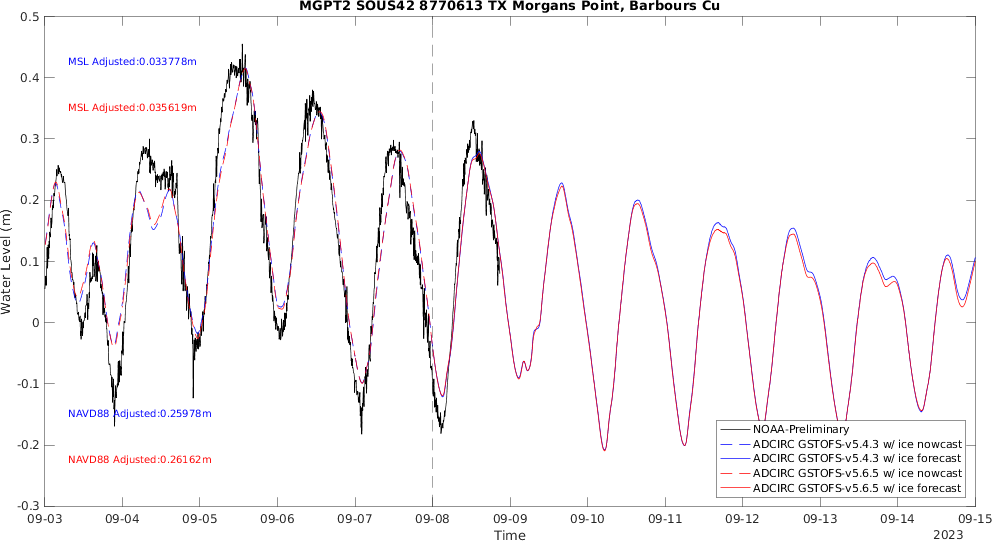 MGPT2 SOUS42 8770613 TX Morgans Point, Barbours Cu
0.5
0.4
0.3
0.2
0.1
0
-0.1
-0.2
-0.3
Water Level (m)
MSL Adjusted:0.033778m
MSL Adjusted:0.035619m
NAVD88 Adjusted:0.25978m
NAVD88 Adjusted:0.26162m
NOAA-Preliminary
ADCIRC GSTOFS-v5.4.3 w/ ice nowcast
ADCIRC GSTOFS-v5.4.3 w/ ice forecast
ADCIRC GSTOFS-v5.6.5 w/ ice nowcast
ADCIRC GSTOFS-v5.6.5 w/ ice forecast
09-03 09-04 09-05 09-06 09-07 09-08 09-09 09-10 09-11 09-12 09-13 09-14 09-15
Time
2023